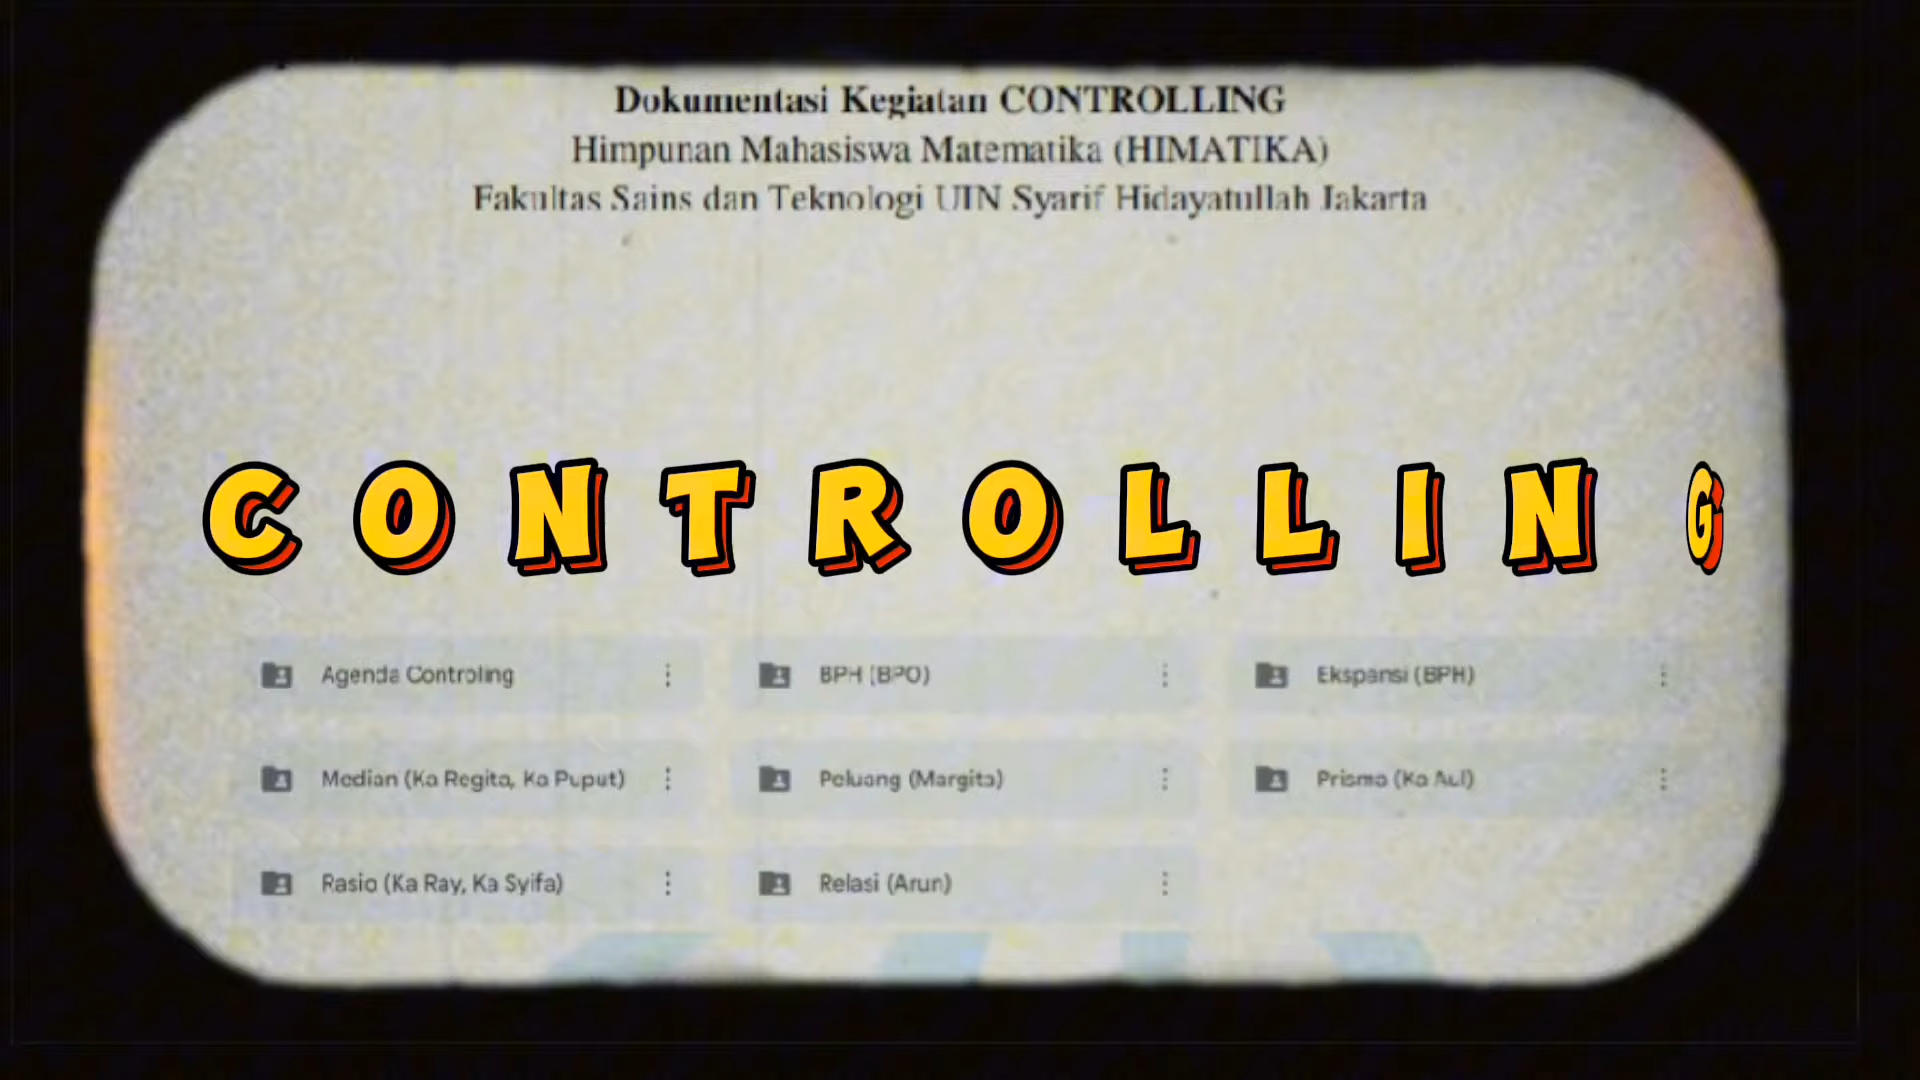 Dokumentasi Kegiatan CONTROLLING
Himpunan Mahasiswa Matematika (HIMATIKA)
Fakultas Sains dan Teknologi UIN Syarif Hidayatullah Jakarta
CONTROLLING
Agenda Controling
BPH (BPO)
Ekspansi (BPH)
Median (Ka Regita, Ka Puput)
Peluang (Margita)
Prisma (Ka Aul)
Rasio (Ka Ray, Ka Syifa)
Relasi (Arun)